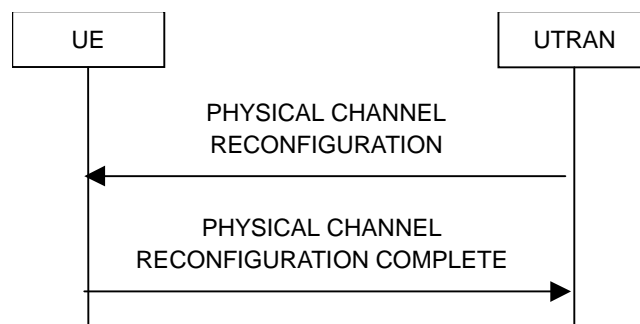 UE
UTRAN
PHYSICAL CHANNEL
RECONFIGURATION
PHYSICAL CHANNEL
RECONFIGURATION COMPLETE